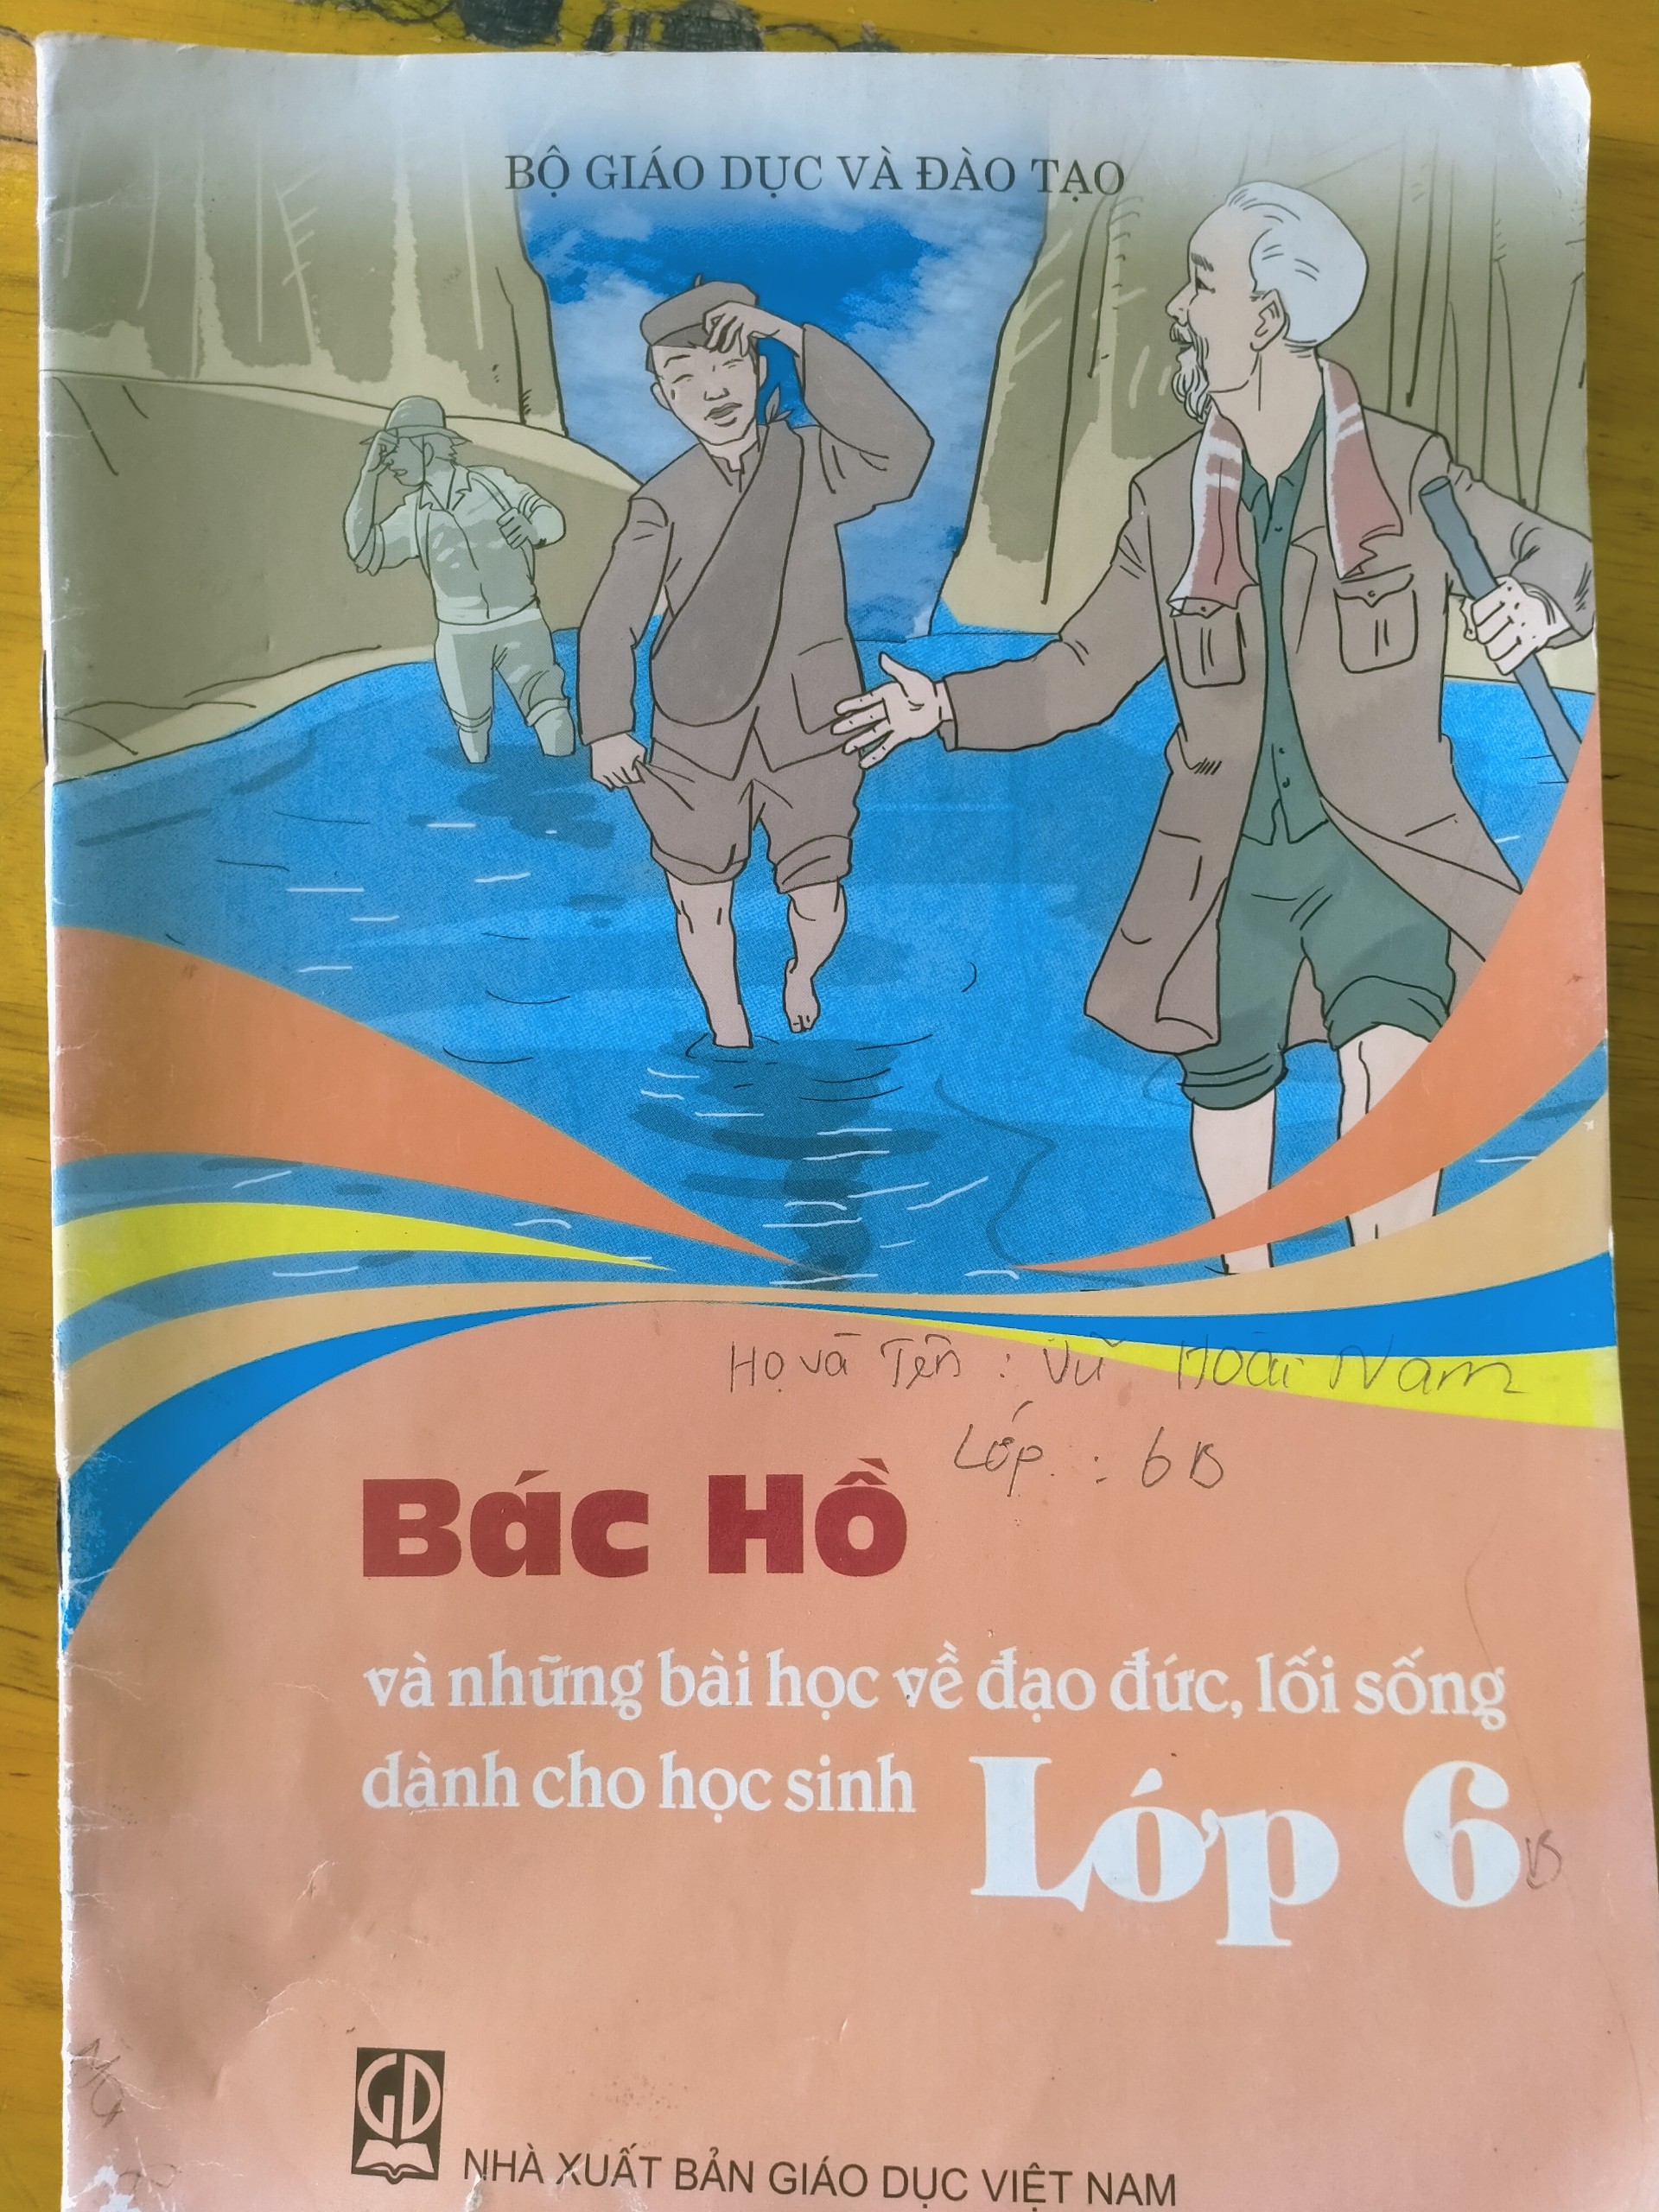 BỘ GIÁO DỤC VÀ ĐÀO TẠO
Họ và Tên : Vũ Hoài Nam
Lớp : 6B
Bác Hồ
và những bài học về đạo đức, lối sống
dành cho học sinh Lớp 6 B
GD
NHÀ XUẤT BẢN GIÁO DỤC VIỆT NAM